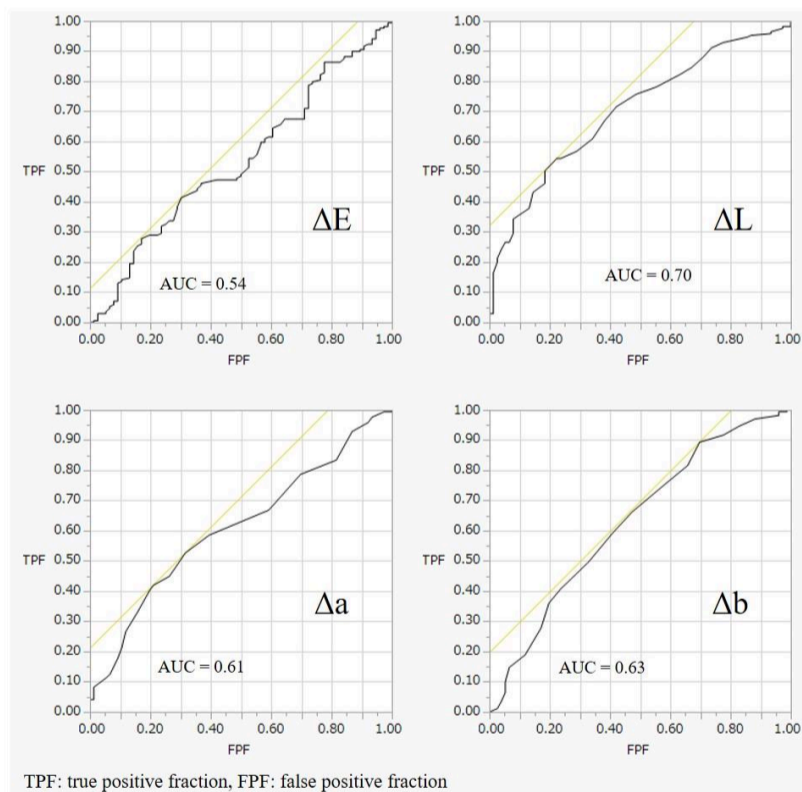 1.00
0.90
0.80
0.70
0.60
TPF 0.50
0.40
0.30
0.20
0.10
0.00
ΔE
AUC = 0.54
0.00 0.20 0.40 0.60 0.80 1.00
FPF
1.00
0.90
0.80
0.70
0.60
TPF 0.50
0.40
0.30
0.20
0.10
0.00
ΔL
AUC = 0.70
0.00 0.20 0.40 0.60 0.80 1.00
FPF
1.00
0.90
0.80
0.70
0.60
TPF 0.50
0.40
0.30
0.20
0.10
0.00
Δa
AUC = 0.61
0.00 0.20 0.40 0.60 0.80 1.00
FPF
1.00
0.90
0.80
0.70
0.60
TPF 0.50
0.40
0.30
0.20
0.10
0.00
Δb
AUC = 0.63
0.00 0.20 0.40 0.60 0.80 1.00
FPF
TPF: true positive fraction, FPF: false positive fraction